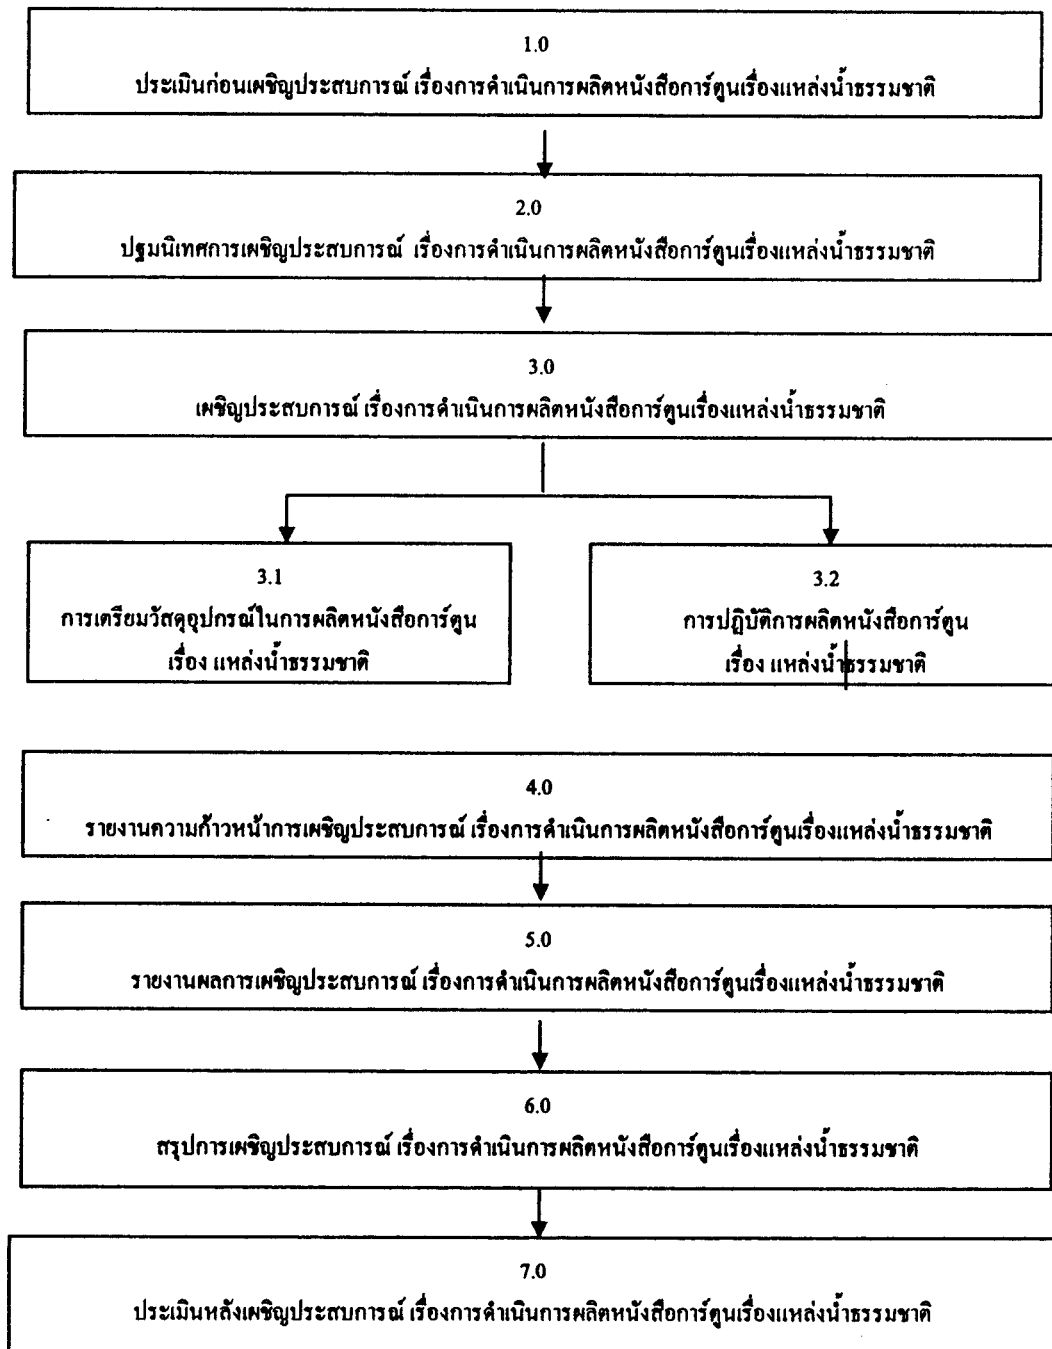 1.0
ประเมินก่อนเผชิญประสบการณ์ เรื่องการดำเนินการผลิตหนังสือการ์ตูนเรื่องแหล่งน้ำธรรมชาติ
2.0
ปฐมนิเทศการเผชิญประสบการณ์ เรื่องการดำเนินการผลิตหนังสือการ์ตูนเรื่องแหล่งน้ำธรรมชาติ
3.0
เผชิญประสบการณ์ เรื่องการดำเนินการผลิตหนังสือการ์ตูนเรื่องแหล่งน้ำธรรมชาติ
3.1
การเตรียมวัสดุอุปกรณ์ในการผลิตหนังสือการ์ตูน
เรื่อง แหล่งน้ำธรรมชาติ
3.2
การปฏิบัติการผลิตหนังสือการ์ตูน
เรื่อง แหล่งน้ำธรรมชาติ
4.0
รายงานความก้าวหน้าการเผชิญประสบการณ์ เรื่องการดำเนินการผลิตหนังสือการ์ตูนเรื่องแหล่งน้ำธรรมชาติ
5.0
รายงานผลการเผชิญประสบการณ์ เรื่องการดำเนินการผลิตหนังสือการ์ตูนเรื่องแหล่งน้ำธรรมชาติ
6.0
สรุปการเผชิญประสบการณ์ เรื่องการดำเนินการผลิตหนังสือการ์ตูนเรื่องแหล่งน้ำธรรมชาติ
7.0
ประเมินหลังเผชิญประสบการณ์ เรื่องการดำเนินการผลิตหนังสือการ์ตูนเรื่องแหล่งน้ำธรรมชาติ